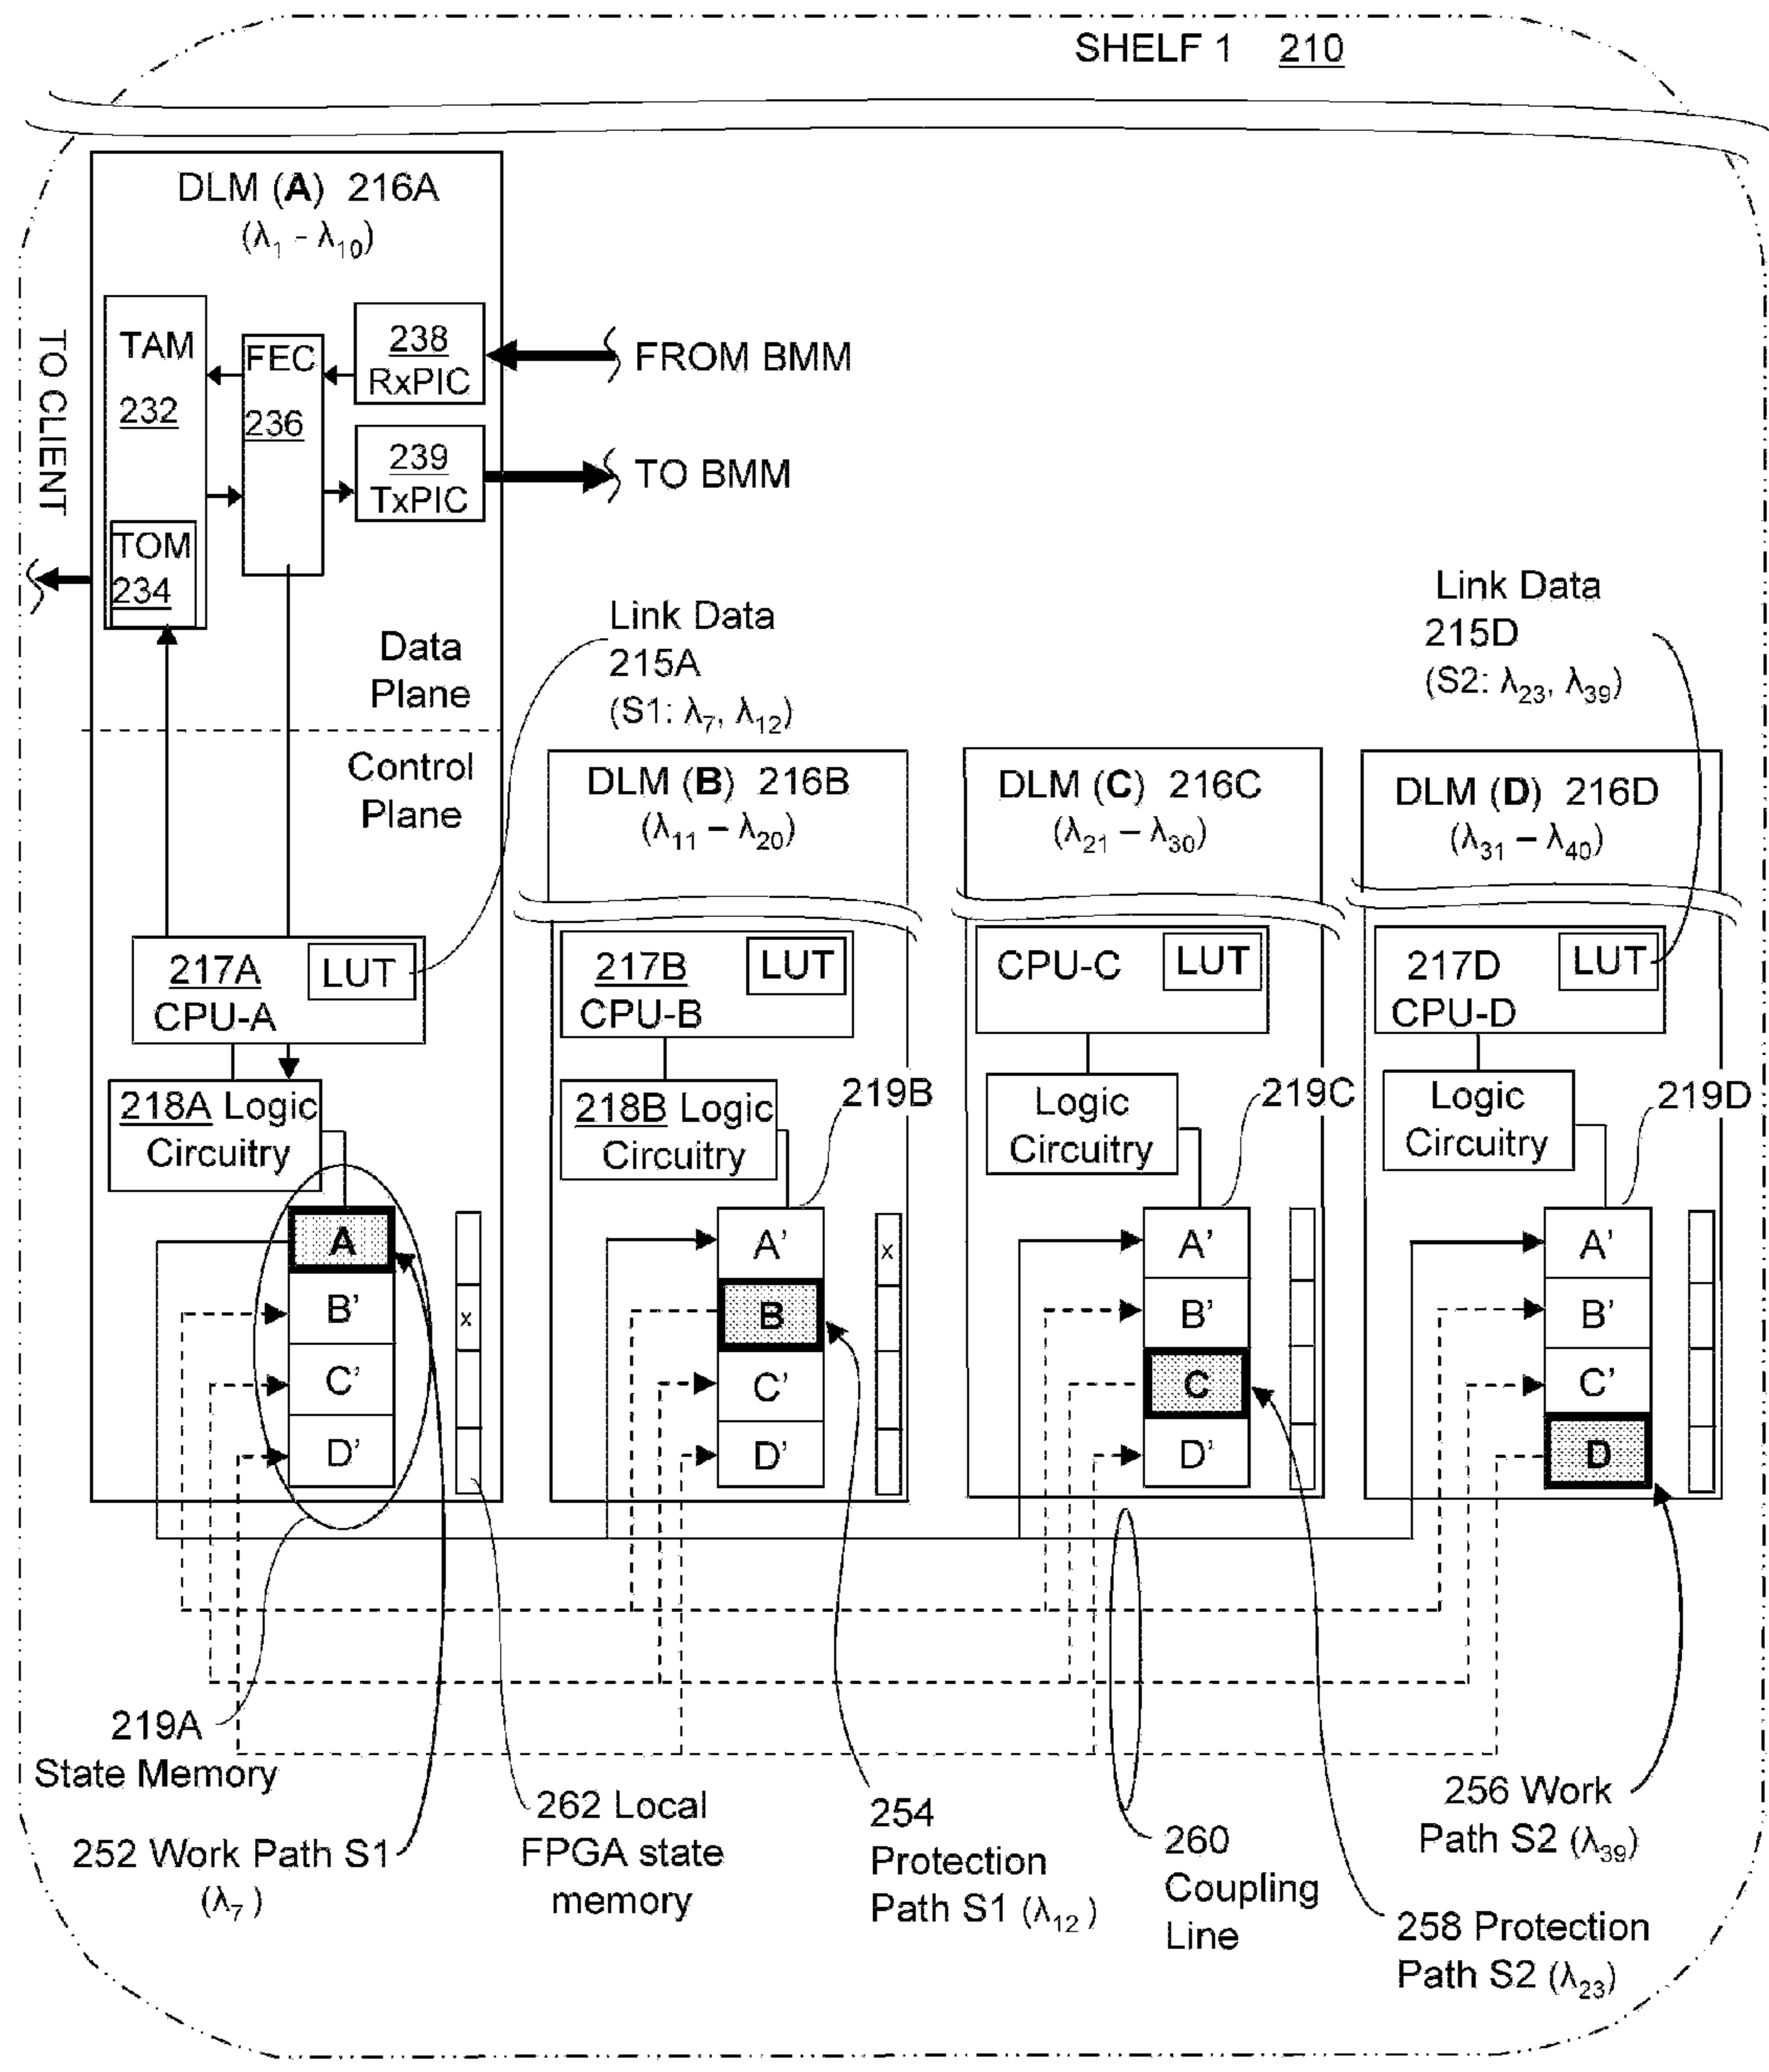 SHELF 1 210
DLM (A) 216A
(λ1 - λ10)
TO CLIENT
TAM
232
TOM
234
FEC
236
238
RxPIC
239
TxPIC
FROM BMM
TO BMM
Data
Plane
Control
Plane
Link Data
215A
(S1: λ7, λ12)
Link Data
215D
(S2: λ23, λ39)
DLM (B) 216B
(λ11 – λ20)
DLM (C) 216C
(λ21 – λ30)
DLM (D) 216D
(λ31 – λ40)
217A
CPU-A
LUT
217B
CPU-B
LUT
CPU-C
LUT
217D
CPU-D
LUT
218A Logic
Circuitry
218B Logic
Circuitry
219B
Logic
Circuitry
219C
Logic
Circuitry
219D
A
B'
C'
D'
x
A'
B
C'
D'
x
A'
B'
C
D'
A'
B'
C'
D
219A
State Memory
252 Work Path S1
(λ7)
262 Local
FPGA state
memory
254
Protection
Path S1 (λ12)
260
Coupling
Line
256 Work
Path S2 (λ39)
258 Protection
Path S2 (λ23)